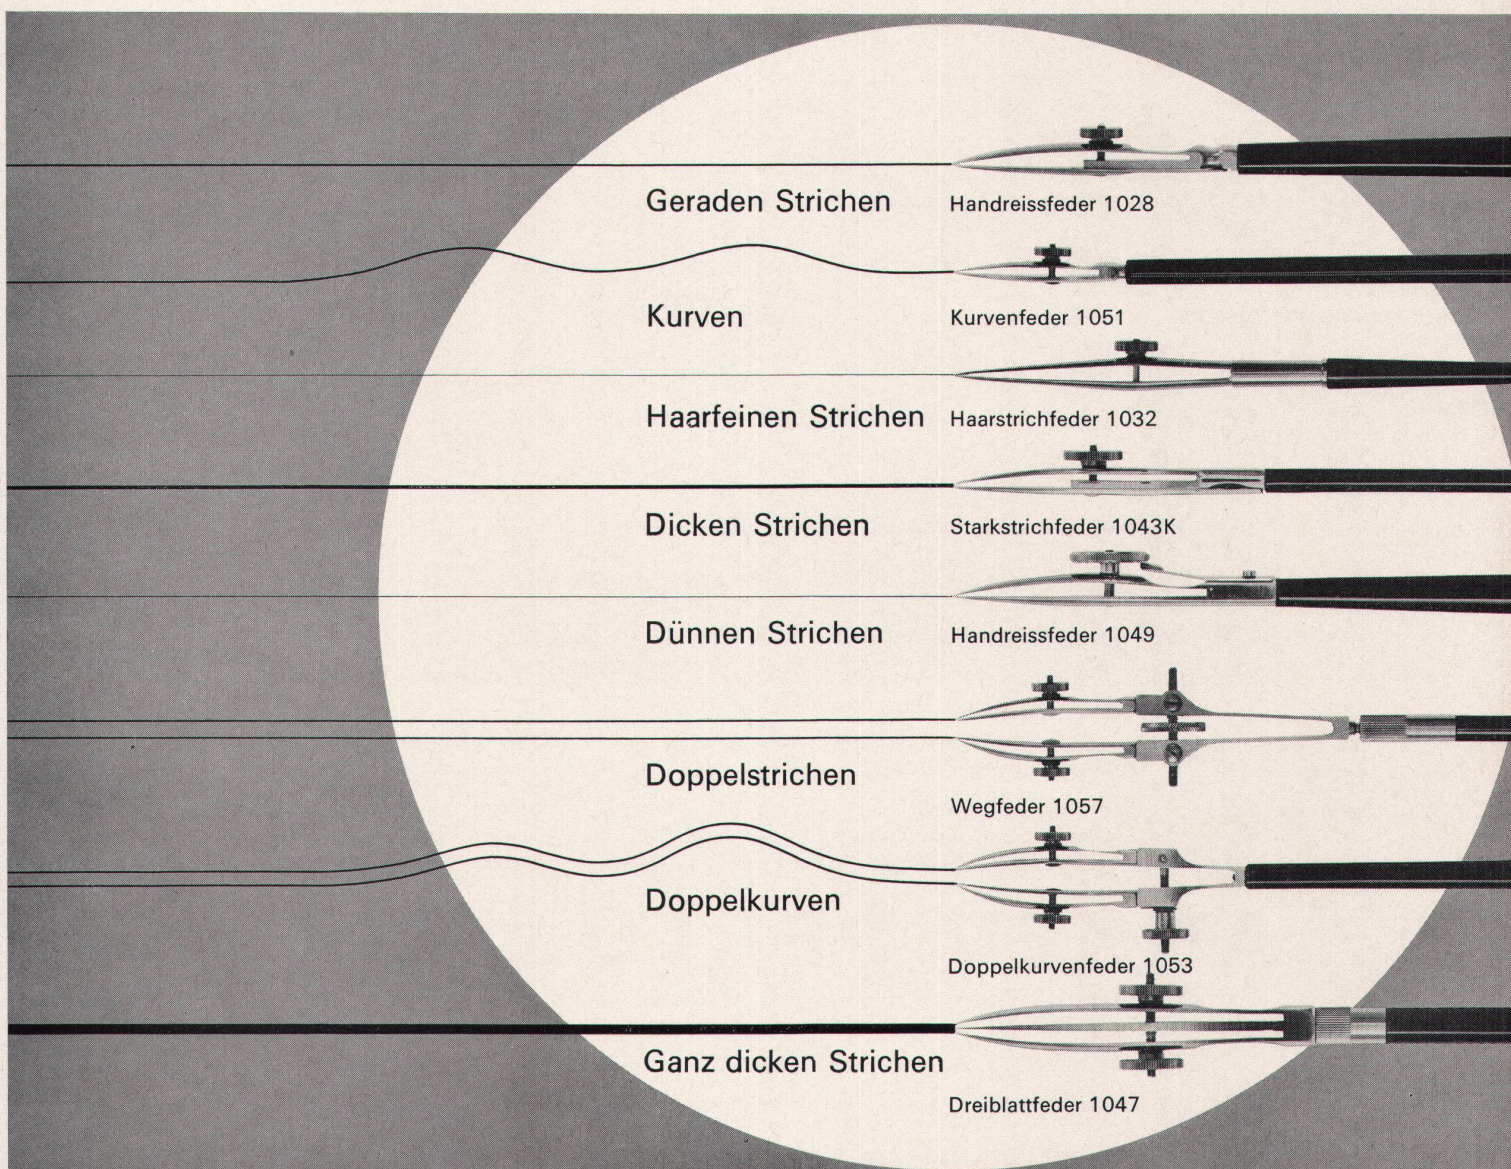 Geraden Strichen
Handreissfeder 1028
Kurven
Kurvenfeder 1051
Haarfeinen Strichen
Haarstrichfeder 1032
Dicken Strichen
Starkstrichfeder 1043K
Dünnen Strichen
Handreissfeder 1049
Doppelstrichen
Wegfeder 1057
Doppelkurven
Doppelkurvenfeder 1053
Ganz dicken Strichen
Dreiblattfeder 1047